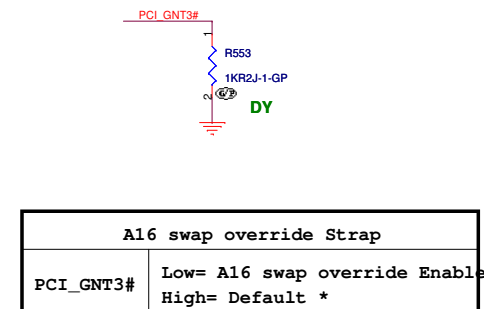 PCI_GNT3#
1
R553
1KR2J-1-GP
2
G/P
DY
A16 swap override Strap
PCI_GNT3#
Low= A16 swap override Enable
High= Default *